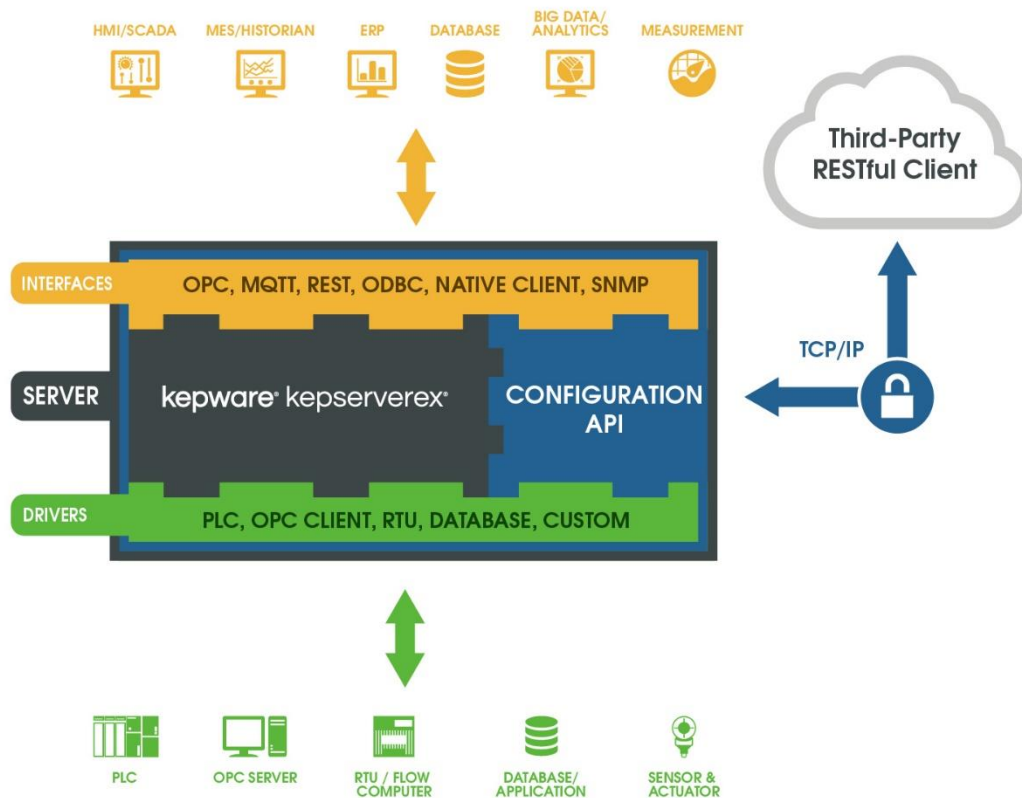 HMI/SCADA
MES/HISTORIAN
ERP
DATABASE
BIG DATA/
ANALYTICS
MEASUREMENT
Third-Party
RESTful Client
INTERFACES
OPC, MQTT, REST, ODBC, NATIVE CLIENT, SNMP
TCP/IP
SERVER
kepware® kepserverex®
CONFIGURATION
API
DRIVERS
PLC, OPC CLIENT, RTU, DATABASE, CUSTOM
PLC
OPC SERVER
RTU / FLOW
COMPUTER
DATABASE/
APPLICATION
SENSOR &
ACTUATOR